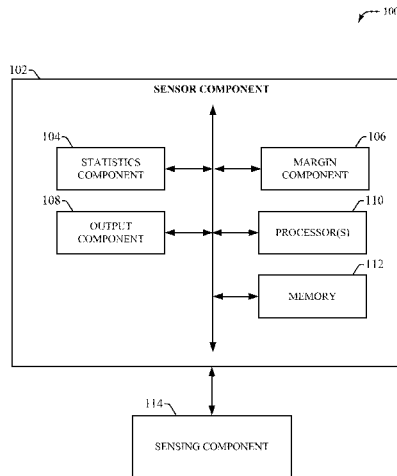 100
102
SENSOR COMPONENT
104
106
STATISTICS
COMPONENT
MARGIN
COMPONENT
108
110
OUTPUT
COMPONENT
PROCESSOR(S)
112
MEMORY
114
SENSING COMPONENT